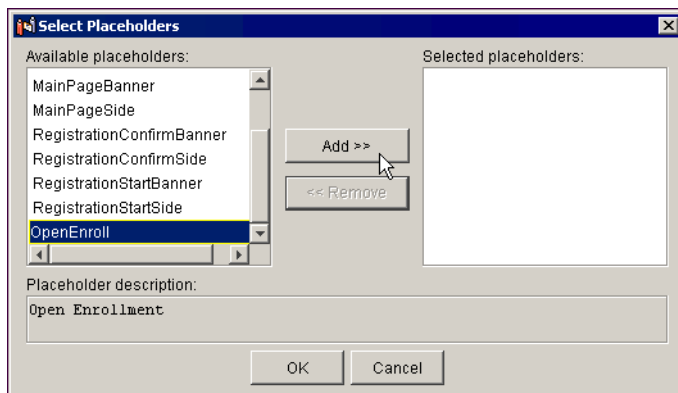 Select Placeholders
Available placeholders:
Selected placeholders:
MainPageBanner
MainPageSide
RegistrationConfirmBanner
RegistrationConfirmSide
RegistrationStartBanner
RegistrationStartSide
OpenEnroll
Add >>
<< Remove
Placeholder description:
Open Enrollment
OK
Cancel